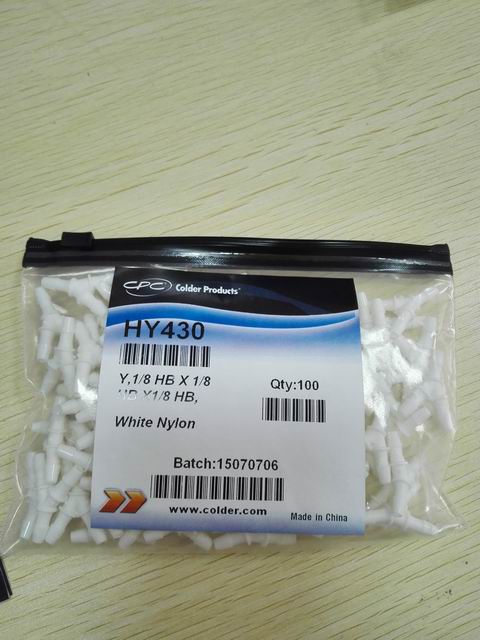 CPC Colder Products
HY430
Y,1/8 HB X 1/8
HB X1/8 HB,
Qty:100
White Nylon
Batch:15070706
www.colder.com
Made in China